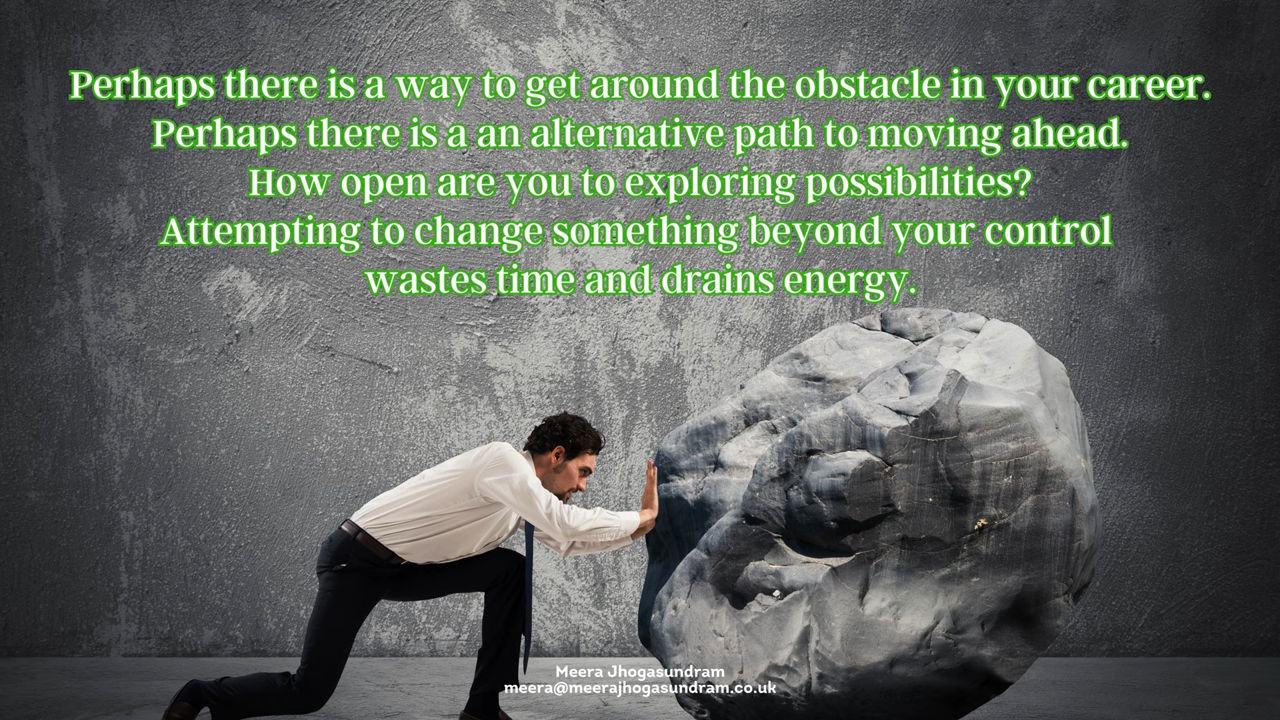 Perhaps there is a way to get around the obstacle in your career.
Perhaps there is a an alternative path to moving ahead.
How open are you to exploring possibilities?
Attempting to change something beyond your control
wastes time and drains energy.
Meera Jhogasundram
meera@meerajhogasundram.co.uk